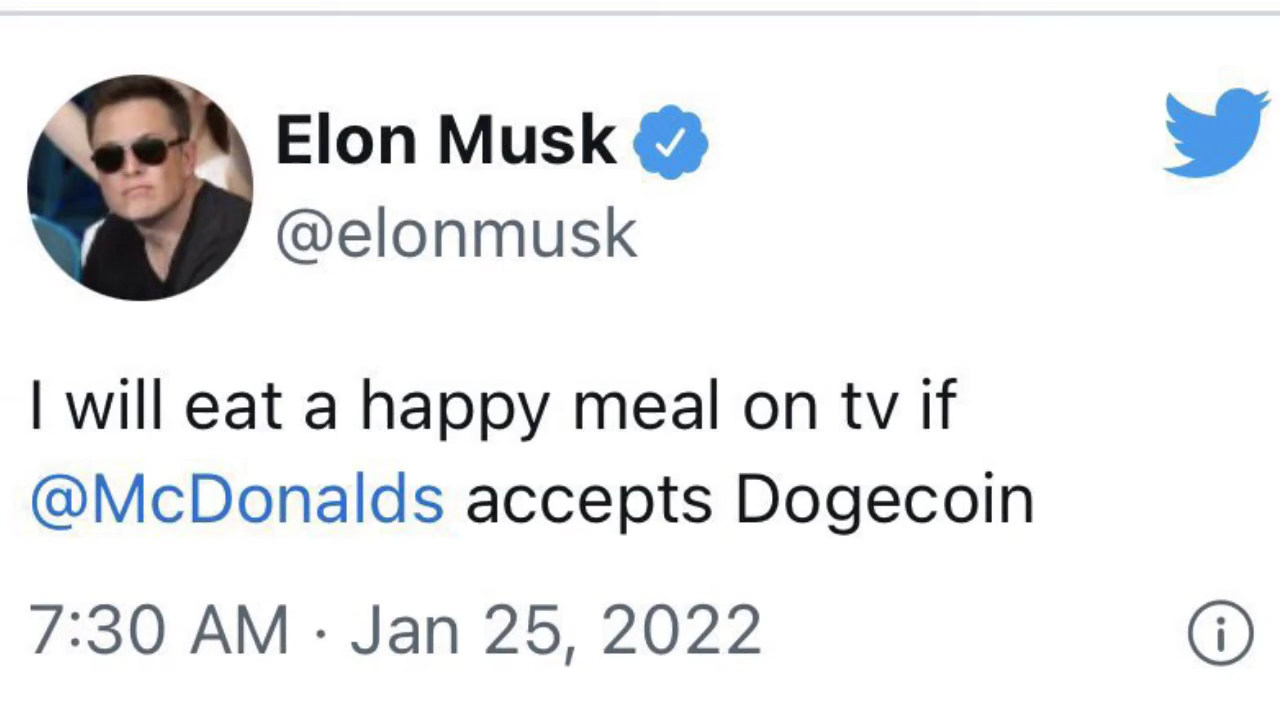 Elon Musk
@elonmusk
I will eat a happy meal on tv if
@McDonalds accepts Dogecoin
7:30 AM · Jan 25, 2022